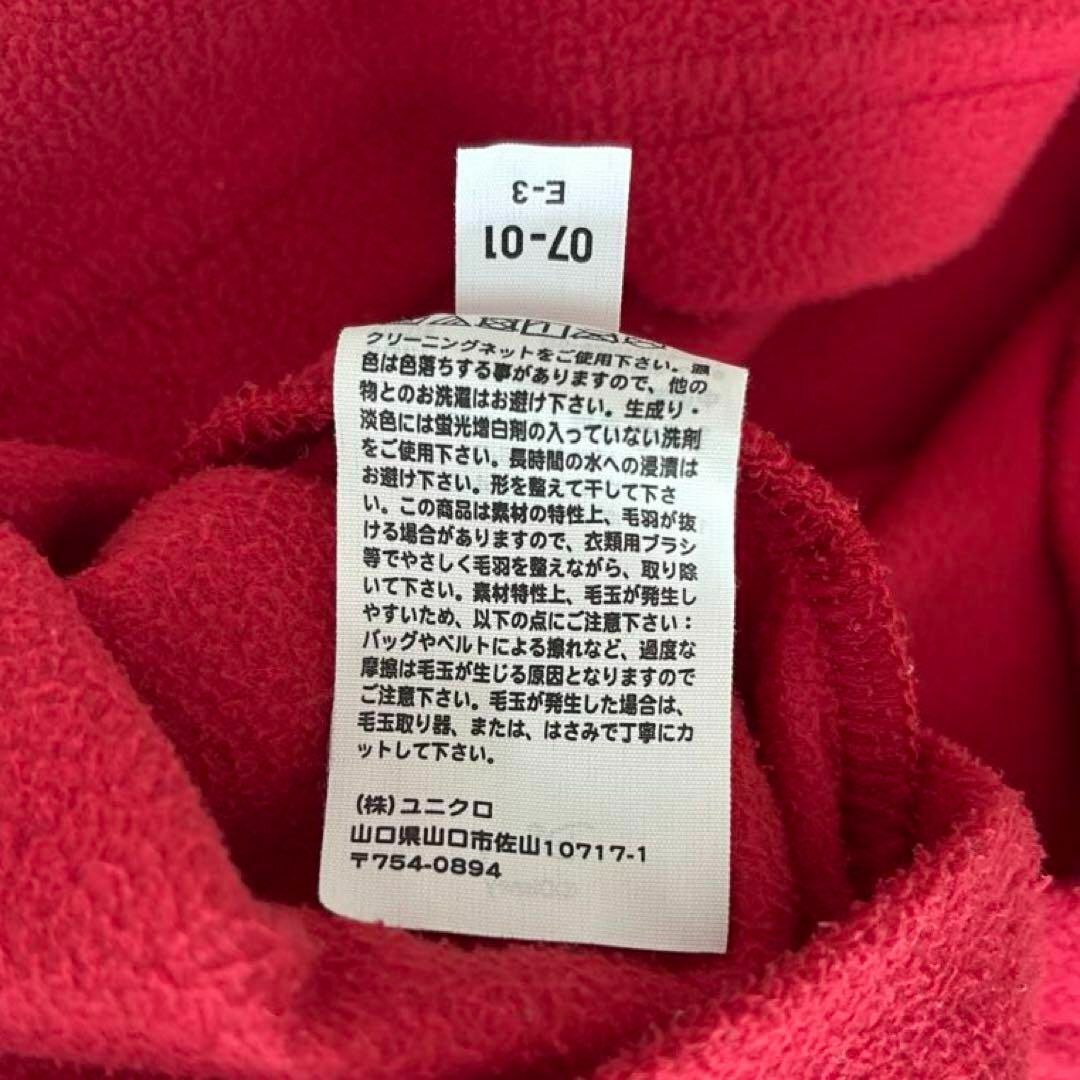 E-3
07-01
クリーニングネットをご使用下さい。濃
色は色落ちする事がありますので、他の
物とのお洗濯はお避け下さい。生成り・
淡色には蛍光増白剤の入っていない洗剤
をご使用下さい。長時間の水への浸漬は
お避け下さい。形を整えて干して下さ
い。この商品は素材の特性上、毛羽が抜
ける場合がありますので、衣類用ブラシ
等でやさしく毛羽を整えながら、取り除
いて下さい。素材特性上、毛玉が発生し
やすいため、以下の点にご注意下さい：
バッグやベルトによる擦れなど、過度な
摩擦は毛玉が生じる原因となりますので
ご注意下さい。毛玉が発生した場合は、
毛玉取り器、または、はさみで丁寧にカ
ットして下さい。
(株)ユニクロ
山口県山口市佐山10717-1
〒754-0894